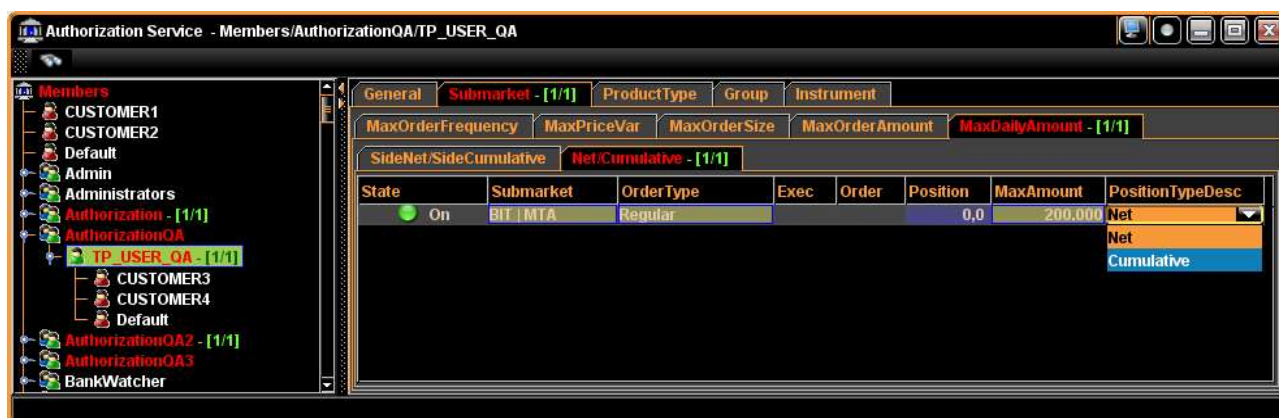 Authorization Service - Members/AuthorizationQA/TP_USER_QA
Members
CUSTOMER1
CUSTOMER2
Default
Admin
Administrators
Authorization - [1/1]
AuthorizationQA
TP_USER_QA - [1/1]
CUSTOMER3
CUSTOMER4
Default
AuthorizationQA2 - [1/1]
AuthorizationQA3
BankWatcher
General Submarket - [1/1] ProductType Group Instrument
MaxOrderFrequency MaxPriceVar MaxOrderSize MaxOrderAmount MaxDailyAmount - [1/1]
SideNet/SideCumulative Net/Cumulative - [1/1]
State Submarket OrderType Exec Order Position MaxAmount PositionTypeDesc
On BIT | MTA Regular 0,0 200.000 Net
Net
Cumulative